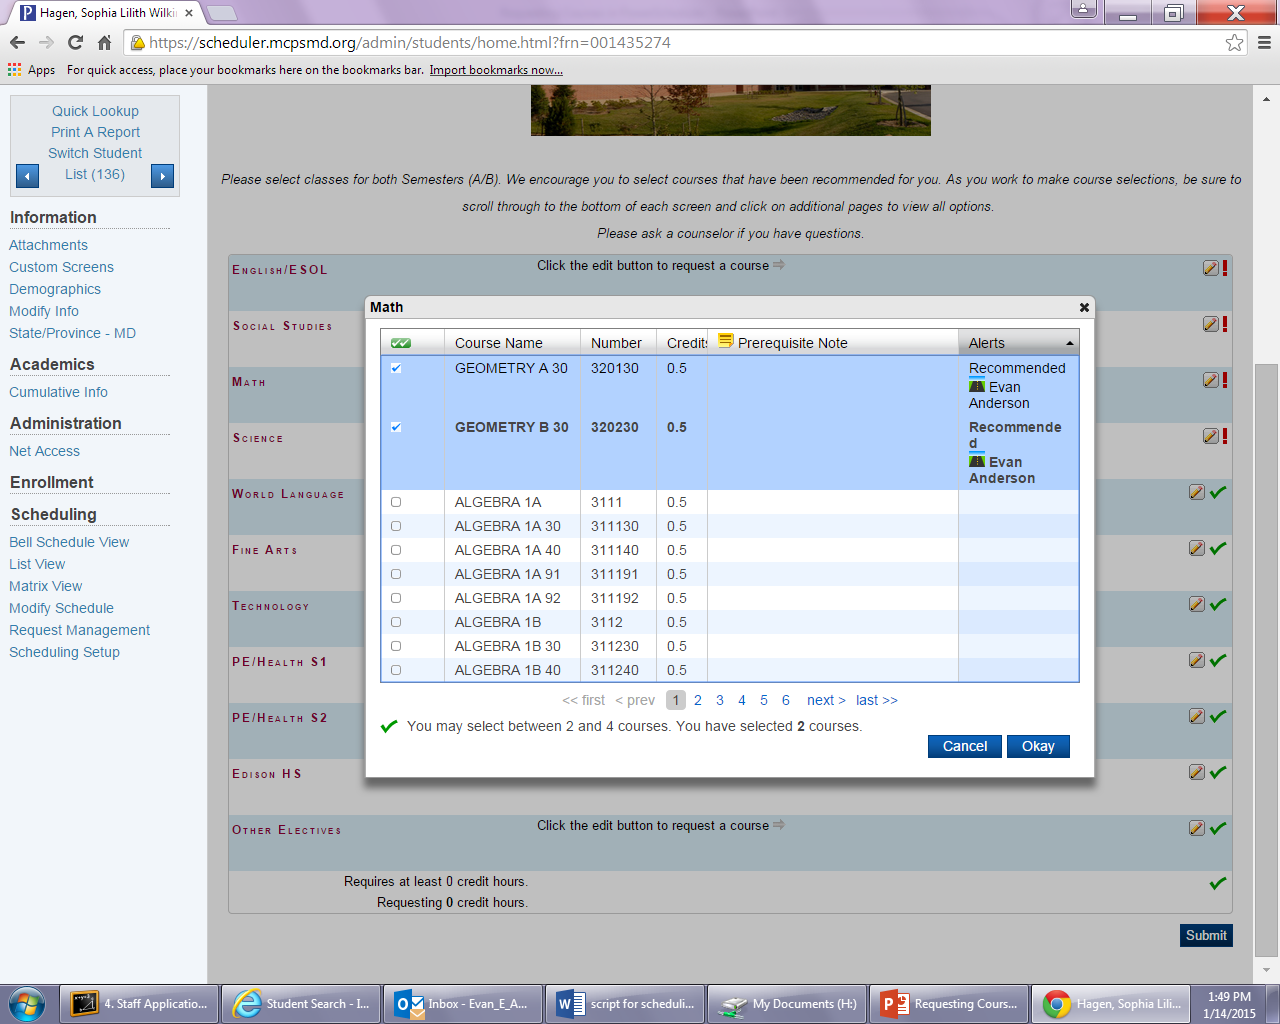 Hagen, Sophia Lilith Wilki
https://scheduler.mcpsmd.org/admin/students/home.html?frn=001435274
Apps For quick access, place your bookmarks here on the bookmarks bar. Import bookmarks now...
Quick Lookup
Print A Report
Switch Student
List (136)
Information
Attachments
Custom Screens
Demographics
Modify Info
State/Province - MD
Academics
Cumulative Info
Administration
Net Access
Enrollment
Scheduling
Bell Schedule View
List View
Matrix View
Modify Schedule
Request Management
Scheduling Setup
Please select classes for both Semesters (A/B). We encourage you to select courses that have been recommended for you. As you work to make course selections, be sure to
scroll through to the bottom of each screen and click on additional pages to view all options.
Please ask a counselor if you have questions.
English/ESOL Click the edit button to request a course
Social Studies
Math
Science
World Language
Fine Arts
Technology
PE/Health S1
PE/Health S2
Edison HS
Other Electives Click the edit button to request a course
Requires at least 0 credit hours.
Requesting 0 credit hours.
Submit
Math
Course Name Number Credits Prerequisite Note Alerts
GEOMETRY A 30 320130 0.5 Recommended
Evan
Anderson
GEOMETRY B 30 320230 0.5 Recommende
d
Evan
Anderson
ALGEBRA 1A 3111 0.5
ALGEBRA 1A 30 311130 0.5
ALGEBRA 1A 40 311140 0.5
ALGEBRA 1A 91 311191 0.5
ALGEBRA 1A 92 311192 0.5
ALGEBRA 1B 3112 0.5
ALGEBRA 1B 30 311230 0.5
ALGEBRA 1B 40 311240 0.5
<< first < prev 1 2 3 4 5 6 next > last >>
You may select between 2 and 4 courses. You have selected 2 courses.
Cancel Okay
4. Staff Applicatio...
Student Search - I...
Inbox - Evan_E_A...
script for scheduli...
My Documents (H:)
Requesting Cours...
Hagen, Sophia Lili...
1:49 PM
1/14/2015